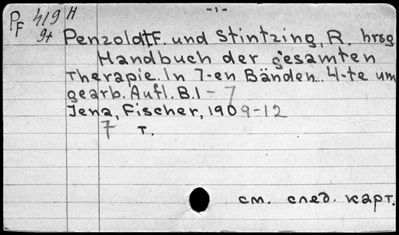 - 1 -
PF 419 H
9+
Penzoldt F. und Stintzing, R. hrsg
Handbuch der gesamten
Therapie. In 7-en Bänden... 4-te um
gearb. Aufl. B. 1 - 7
Jena, Fischer, 1909-12
7 т.
см. след. карт.